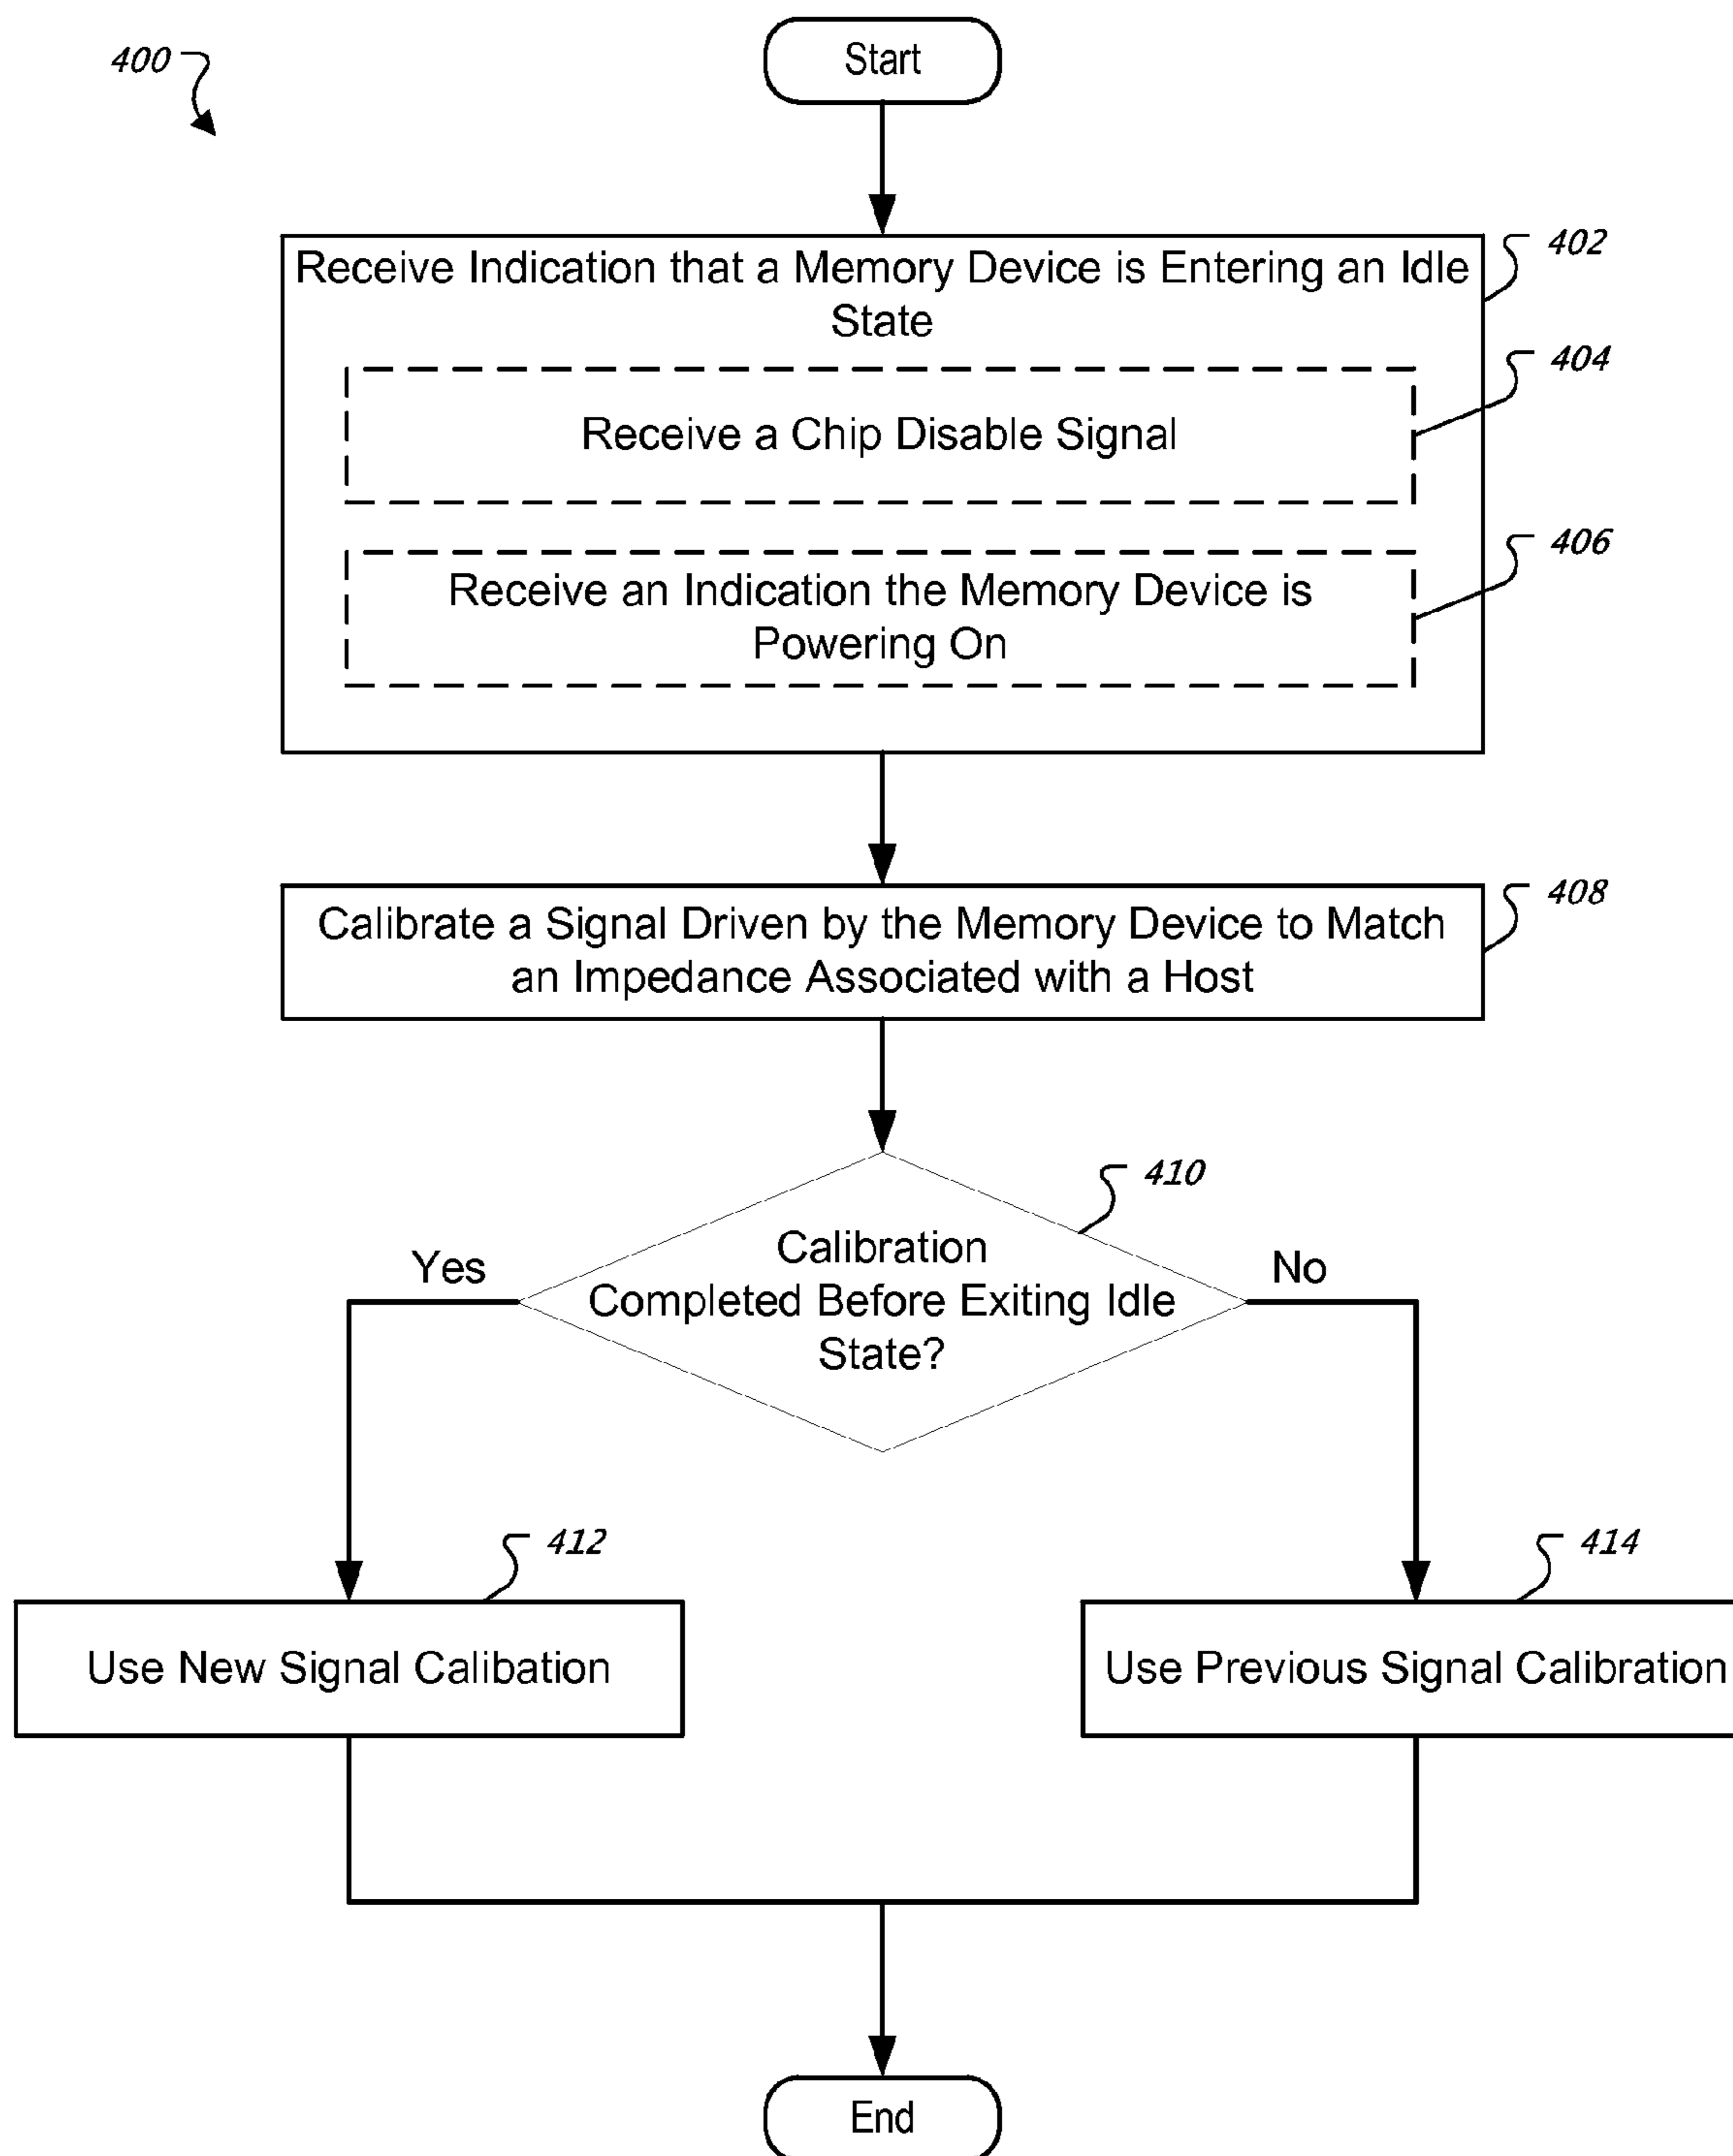 400
Start
402
Receive Indication that a Memory Device is Entering an Idle
State
404
Receive a Chip Disable Signal
406
Receive an Indication the Memory Device is
Powering On
408
Calibrate a Signal Driven by the Memory Device to Match
an Impedance Associated with a Host
410
Calibration
Completed Before Exiting Idle
State?
Yes
No
412
Use New Signal Calibation
414
Use Previous Signal Calibration
End